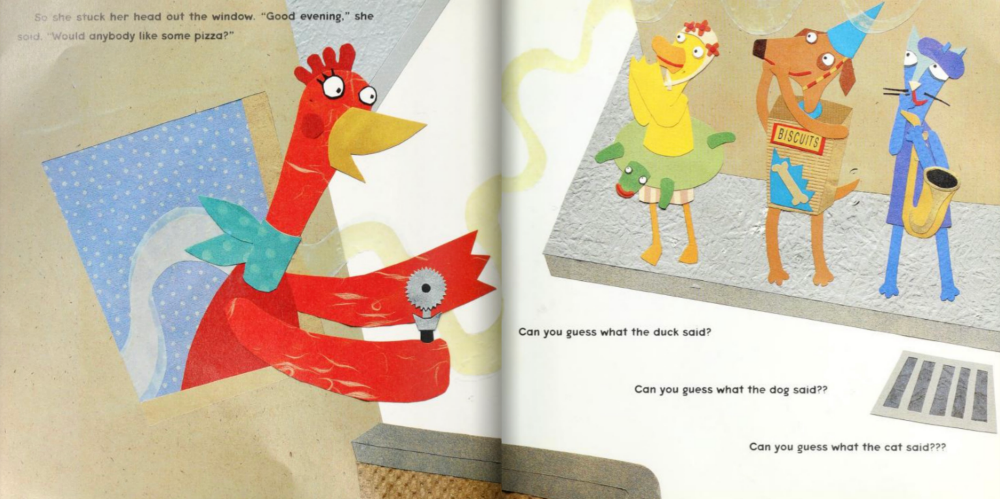 So she stuck her head out the window. “Good evening,” she
said. “Would anybody like some pizza?”
BISCUITS
Can you guess what the duck said?
Can you guess what the dog said??
Can you guess what the cat said???